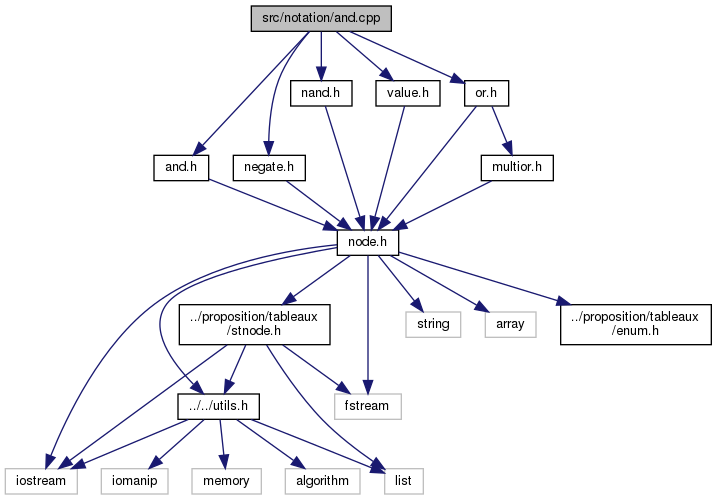 src/notation/and.cpp
nand.h
value.h
or.h
and.h
negate.h
multior.h
node.h
../proposition/tableaux
/stnode.h
string
array
../proposition/tableaux
/enum.h
../../utils.h
fstream
iostream
iomanip
memory
algorithm
list